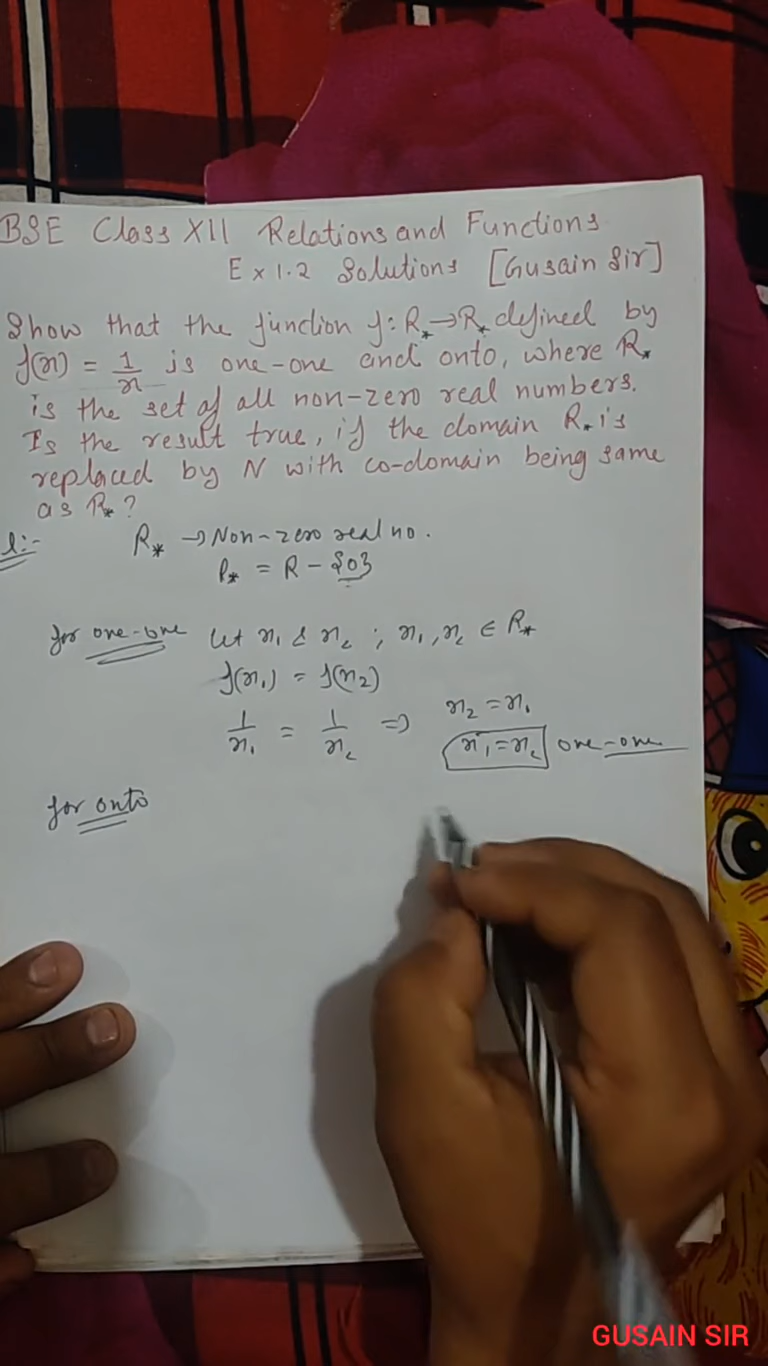 BSE Class XII Relations and Functions
Ex 1.2 Solutions [Gusain Sir]
Show that the function f: R* → R* defined by
f(x) = 1/x is one-one and onto, where R*
is the set of all non-zero real numbers.
Is the result true, if the domain R* is
replaced by N with co-domain being same
as R*?
l:- R* → Non-zero real no.
R* = R - {0}
for one-one Let x₁ & x₂ ; x₁, x₂ ∈ R*
f(x₁) = f(x₂)
1/x₁ = 1/x₂ ⇒ x₂ = x₁
x₁ = x₂ one-one
for onto
GUSAIN SIR